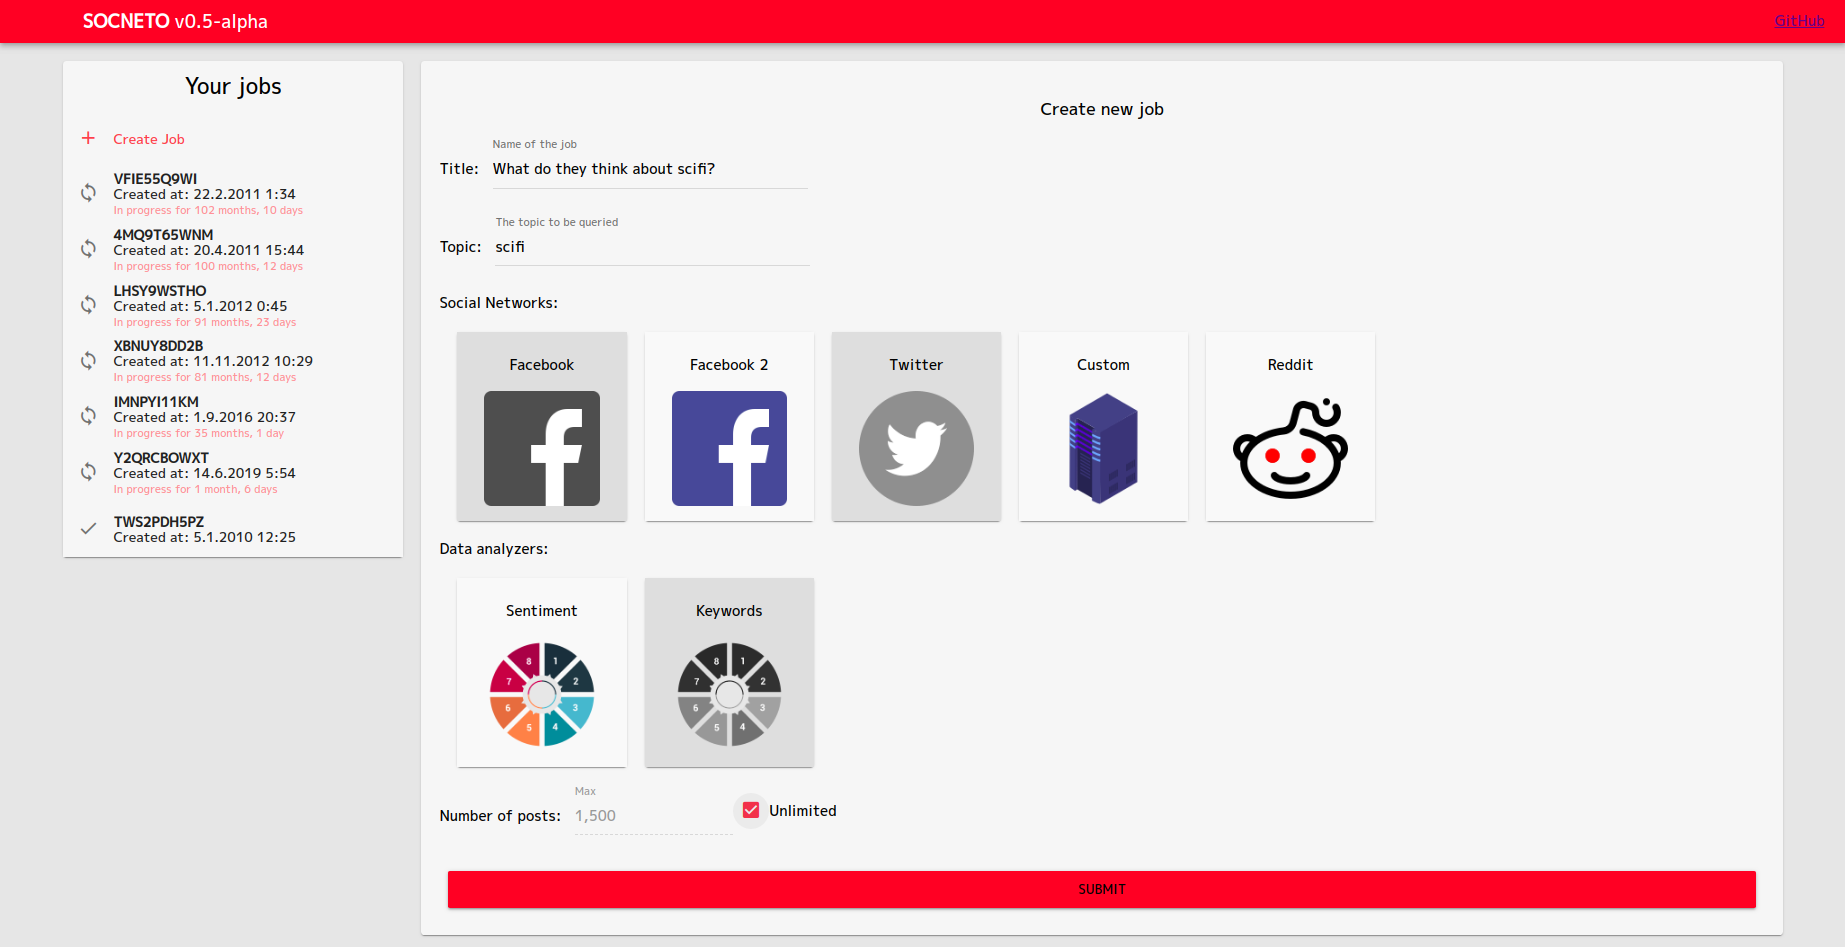 SOCNETO v0.5-alpha
GitHub
Your jobs
Create Job
VFIE55Q9WI
Created at: 22.2.2011 1:34
In progress for 102 months, 10 days
4MQ9T65WNM
Created at: 20.4.2011 15:44
In progress for 100 months, 12 days
LHSY9WSTHO
Created at: 5.1.2012 0:45
In progress for 91 months, 23 days
XBNUY8DD2B
Created at: 11.11.2012 10:29
In progress for 81 months, 12 days
IMNPYI11KM
Created at: 1.9.2016 20:37
In progress for 35 months, 1 day
Y2QRCBOWXT
Created at: 14.6.2019 5:54
In progress for 1 month, 6 days
TWS2PDH5PZ
Created at: 5.1.2010 12:25
Create new job
Name of the job
Title: What do they think about scifi?
The topic to be queried
Topic: scifi
Social Networks:
Facebook
Facebook 2
Twitter
Custom
Reddit
Data analyzers:
Sentiment
8 1
7 2
6 3
5 4
Keywords
8 1
7 2
6 3
5 4
Max
Number of posts: 1,500
Unlimited
SUBMIT